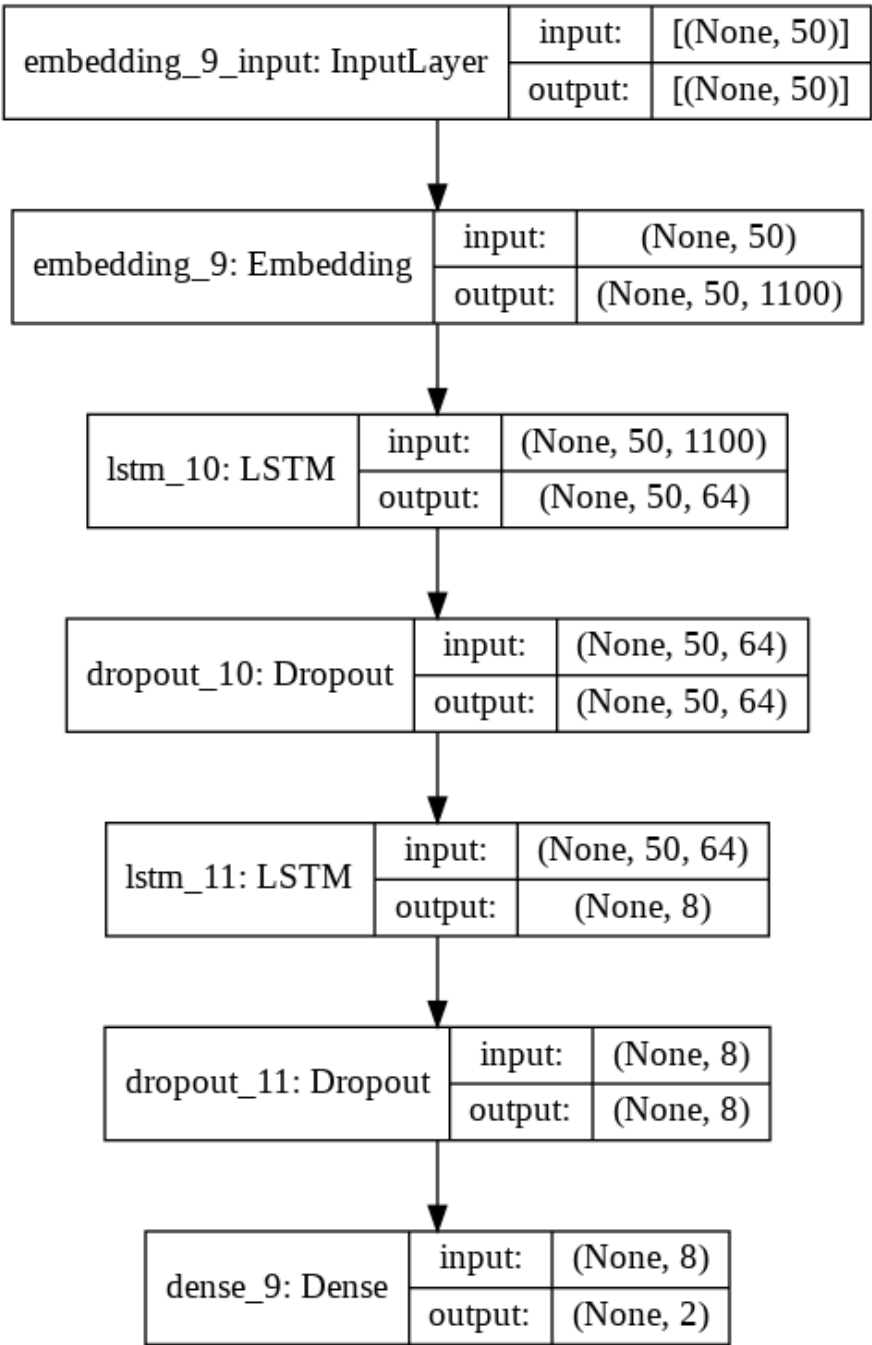 embedding_9_input: InputLayer
input: [(None, 50)]
output: [(None, 50)]
embedding_9: Embedding
input: (None, 50)
output: (None, 50, 1100)
lstm_10: LSTM
input: (None, 50, 1100)
output: (None, 50, 64)
dropout_10: Dropout
input: (None, 50, 64)
output: (None, 50, 64)
lstm_11: LSTM
input: (None, 50, 64)
output: (None, 8)
dropout_11: Dropout
input: (None, 8)
output: (None, 8)
dense_9: Dense
input: (None, 8)
output: (None, 2)